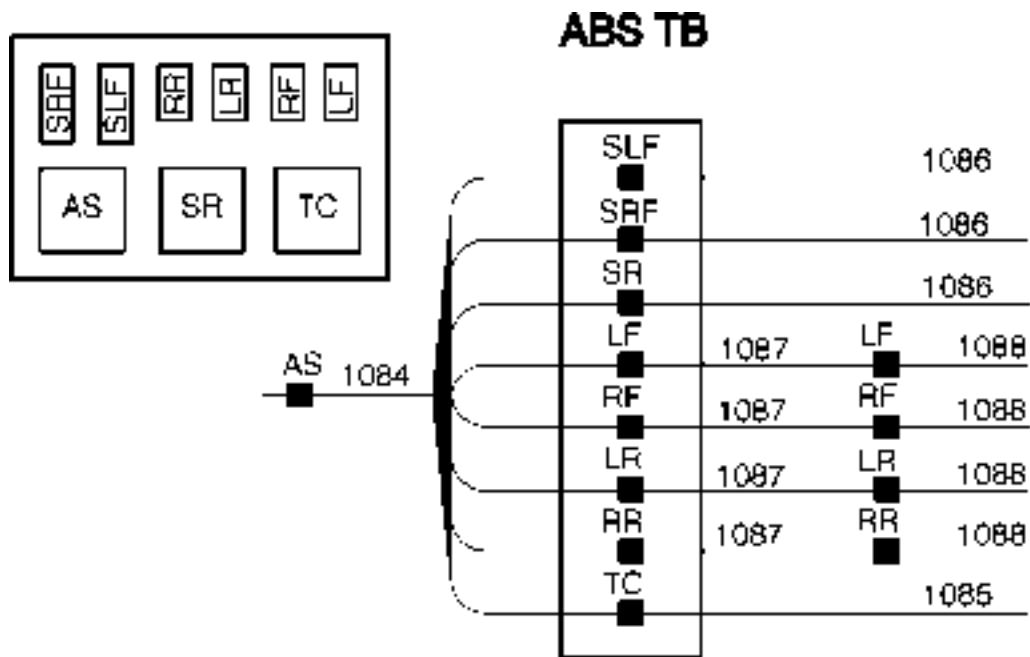 ABS TB
SRF SLF RR LR RF LF
AS SR TC
SLF 1086
SRF 1086
SR 1086
LF 1087 LF 1088
AS 1084
RF 1087 RF 1088
LR 1087 LR 1088
RR 1087 RR 1088
TC 1085